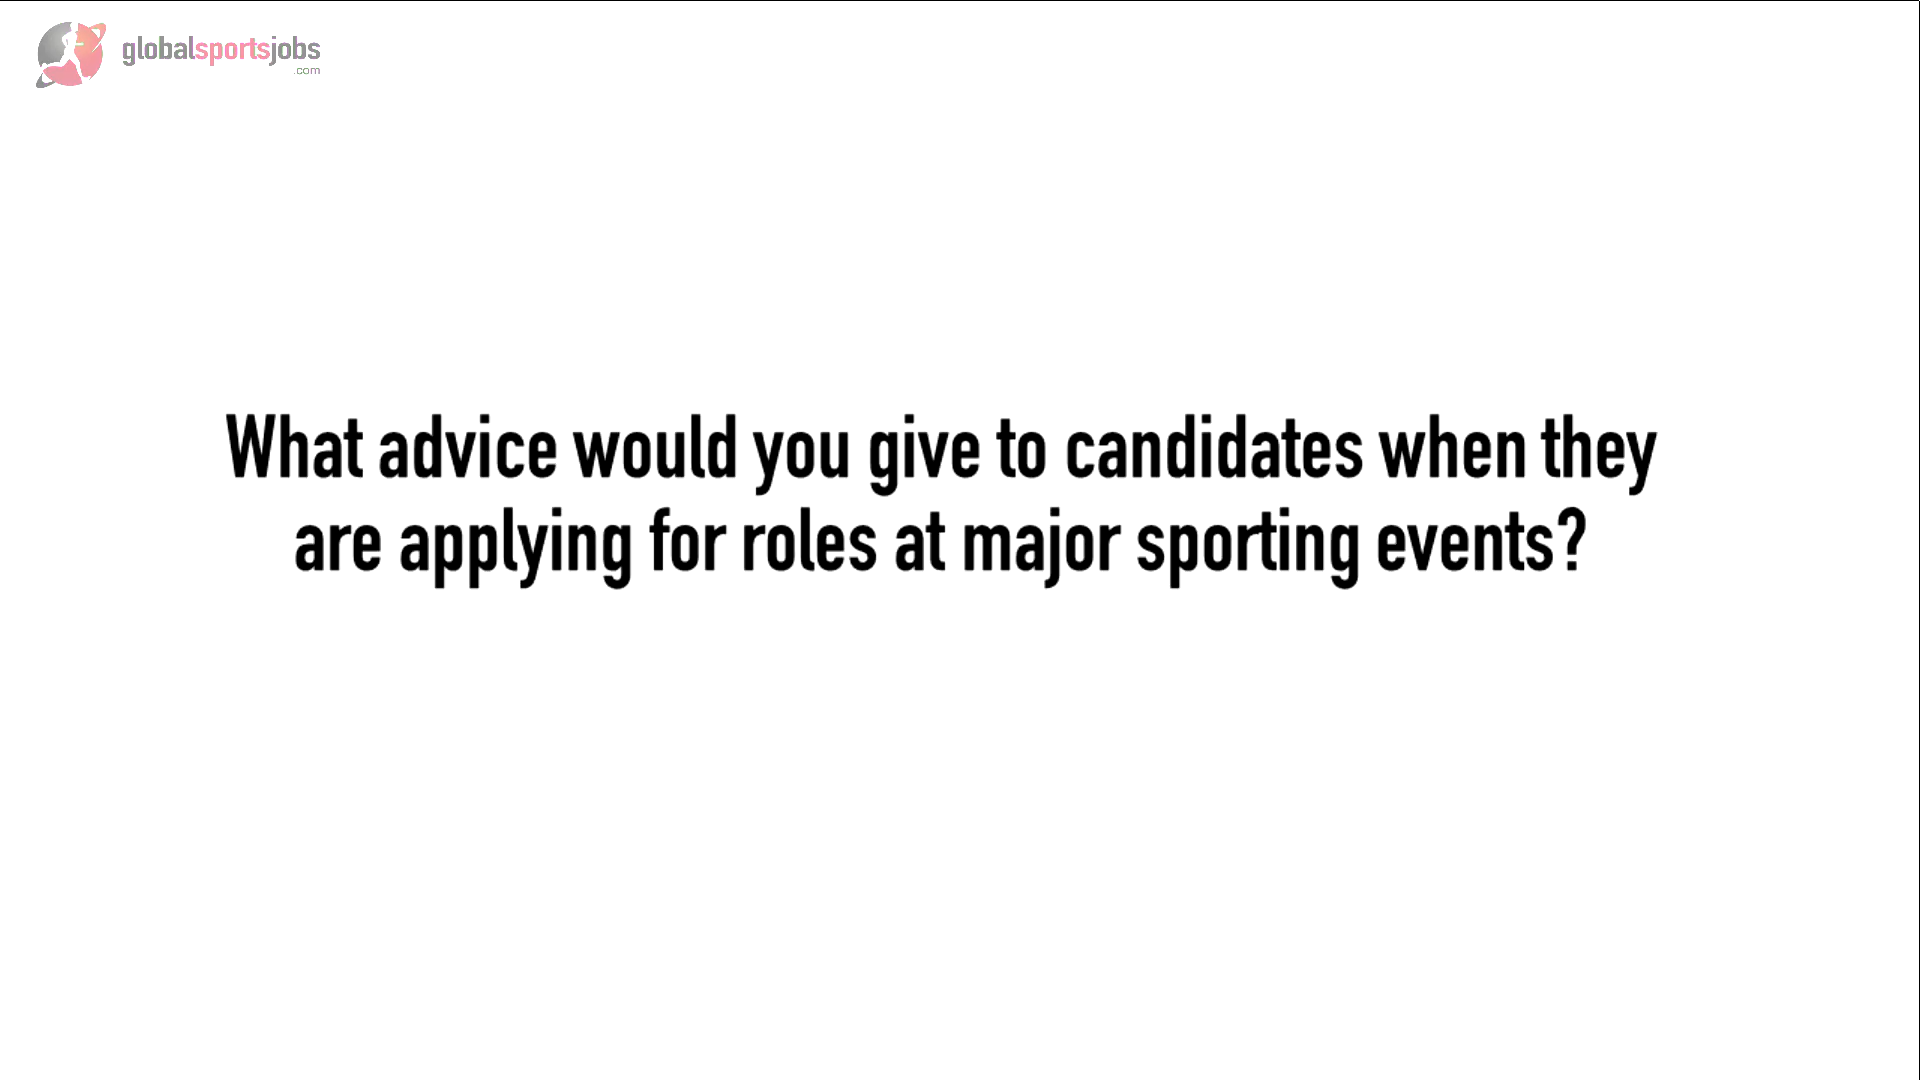 globalsportsjobs
.com
What advice would you give to candidates when they
are applying for roles at major sporting events?